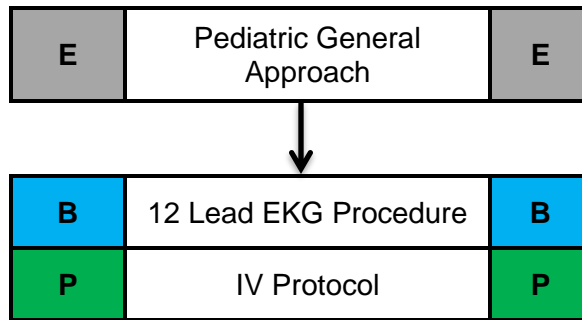 E Pediatric General E
Approach
B 12 Lead EKG Procedure B
P IV Protocol P